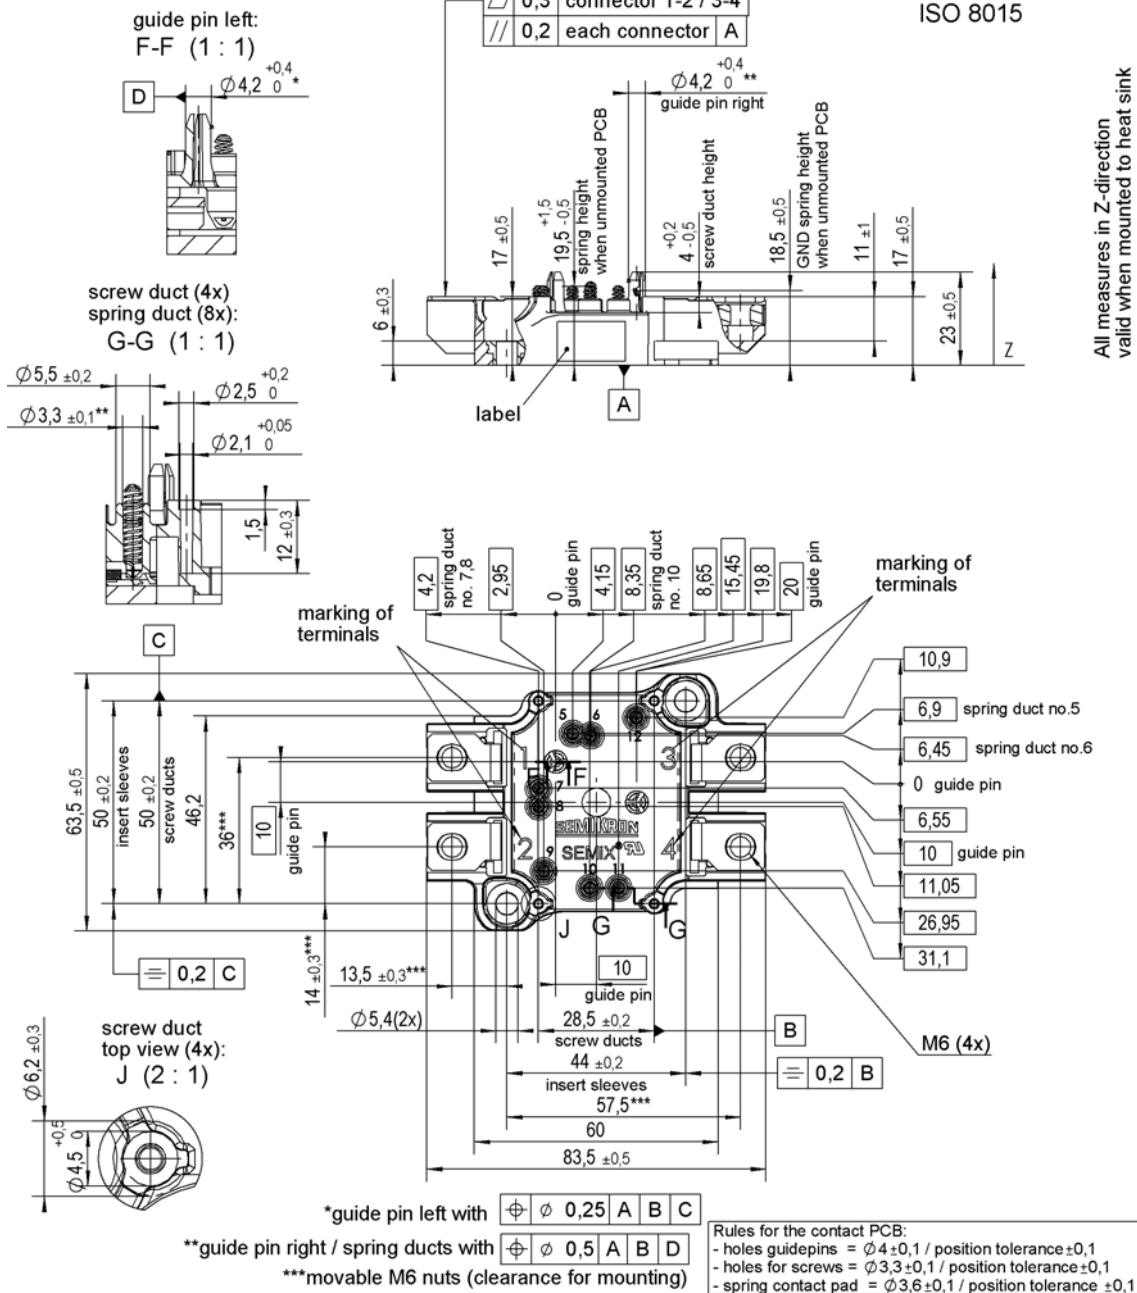 guide pin left:
F-F (1 : 1)
0,3 connector 1-2 / 3-4
// 0,2 each connector A
ISO 8015
D
Ø4,2 +0,4 0 *
Ø4,2 +0,4 0 **
guide pin right
17 ±0,5
19,5 +1,5 -0,5
spring height
when unmounted PCB
4 +0,2 -0,5
screw duct height
18,5 ±0,5
GND spring height
when unmounted PCB
11 ±1
17 ±0,5
6 ±0,3
23 ±0,5
Z
All measures in Z-direction
valid when mounted to heat sink
label
A
screw duct (4x)
spring duct (8x):
G-G (1 : 1)
Ø5,5 ±0,2
Ø2,5 +0,2 0
Ø3,3 ±0,1**
Ø2,1 +0,05 0
1,5
12 ±0,3
4,2
spring duct
no. 7,8
2,95
0
guide pin
4,15
8,35
spring duct
no. 10
8,65
15,45
19,8
20
guide pin
marking of
terminals
marking of
terminals
C
10,9
6,9 spring duct no.5
6,45 spring duct no.6
0 guide pin
6,55
10 guide pin
11,05
26,95
31,1
63,5 ±0,5
50 ±0,2
insert sleeves
50 ±0,2
screw ducts
46,2
36***
10
guide pin
5
6
12
1
3
F
F
7
8
SEMIKRON
2
9
SEMIX®
4
10
11
J
G
G
0,2 C
14 ±0,3***
13,5 ±0,3***
10
guide pin
Ø5,4(2x)
28,5 ±0,2
screw ducts
B
M6 (4x)
44 ±0,2
insert sleeves
0,2 B
57,5***
60
83,5 ±0,5
screw duct
top view (4x):
J (2 : 1)
Ø6,2 ±0,3
Ø4,5 +0,5 0
*guide pin left with ⌖ Ø 0,25 A B C
**guide pin right / spring ducts with ⌖ Ø 0,5 A B D
***movable M6 nuts (clearance for mounting)
Rules for the contact PCB:
- holes guidepins = Ø4±0,1 / position tolerance±0,1
- holes for screws = Ø3,3±0,1 / position tolerance±0,1
- spring contact pad = Ø3,6±0,1 / position tolerance ±0,1